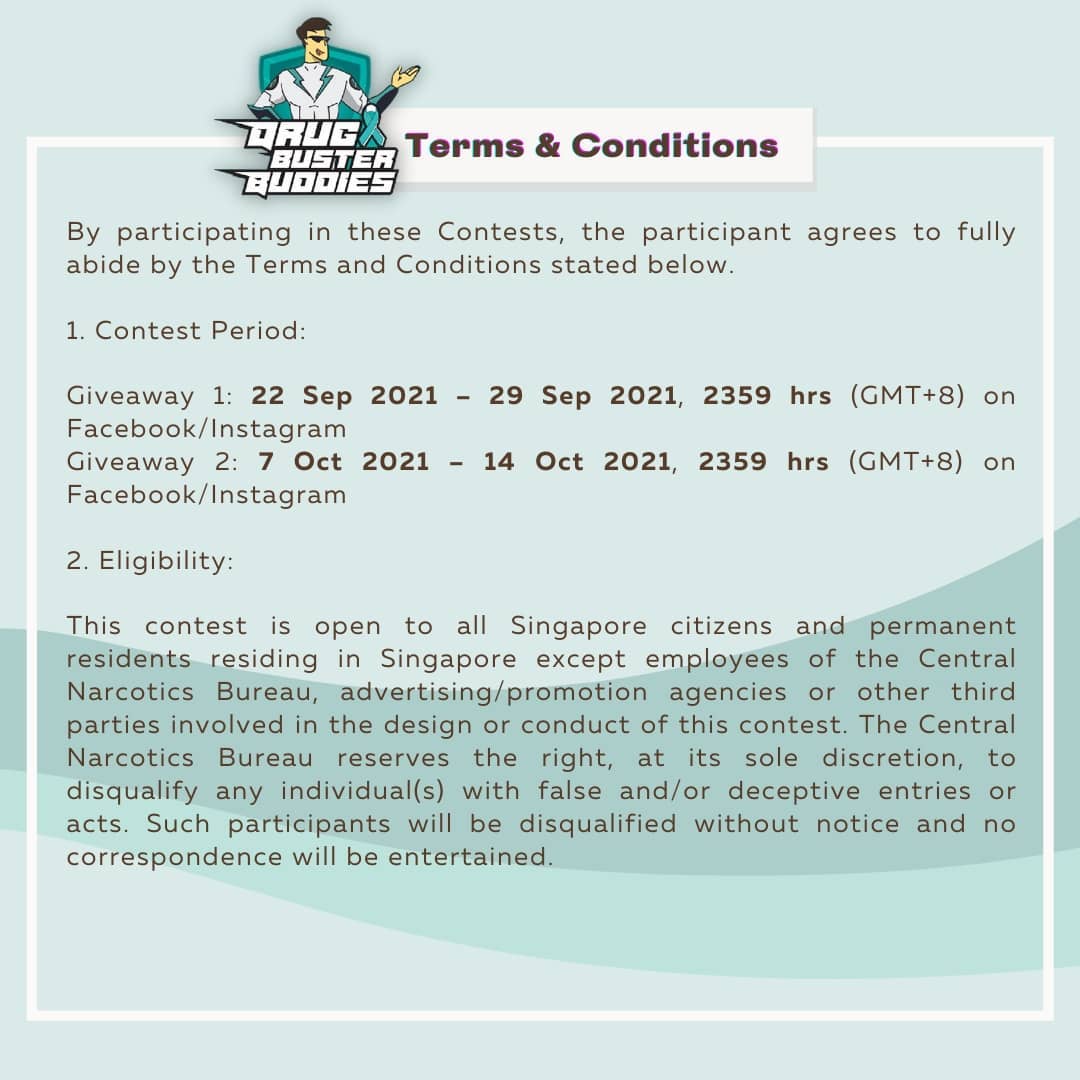 DRUG
BUSTER
BUDDIES
Terms & Conditions
By participating in these Contests, the participant agrees to fully
abide by the Terms and Conditions stated below.
1. Contest Period:
Giveaway 1: 22 Sep 2021 – 29 Sep 2021, 2359 hrs (GMT+8) on
Facebook/Instagram
Giveaway 2: 7 Oct 2021 – 14 Oct 2021, 2359 hrs (GMT+8) on
Facebook/Instagram
2. Eligibility:
This contest is open to all Singapore citizens and permanent
residents residing in Singapore except employees of the Central
Narcotics Bureau, advertising/promotion agencies or other third
parties involved in the design or conduct of this contest. The Central
Narcotics Bureau reserves the right, at its sole discretion, to
disqualify any individual(s) with false and/or deceptive entries or
acts. Such participants will be disqualified without notice and no
correspondence will be entertained.